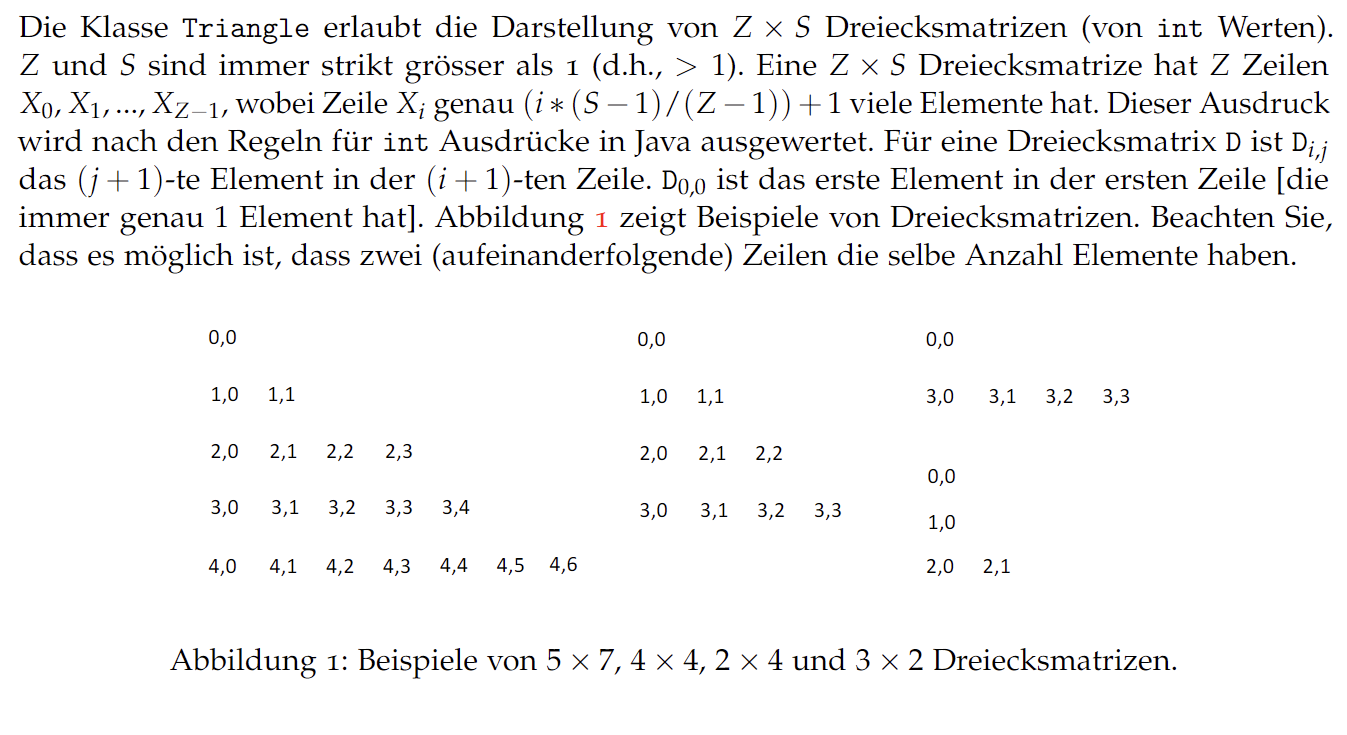 Die Klasse Triangle erlaubt die Darstellung von Z × S Dreiecksmatrizen (von int Werten).
Z und S sind immer strikt grösser als 1 (d.h., > 1). Eine Z × S Dreiecksmatrize hat Z Zeilen
X₀, X₁, ..., X_{Z−1}, wobei Zeile Xᵢ genau (i ∗ (S − 1)/(Z − 1)) + 1 viele Elemente hat. Dieser Ausdruck
wird nach den Regeln für int Ausdrücke in Java ausgewertet. Für eine Dreiecksmatrix D ist D_{i,j}
das (j + 1)-te Element in der (i + 1)-ten Zeile. D_{0,0} ist das erste Element in der ersten Zeile [die
immer genau 1 Element hat]. Abbildung 1 zeigt Beispiele von Dreiecksmatrizen. Beachten Sie,
dass es möglich ist, dass zwei (aufeinanderfolgende) Zeilen die selbe Anzahl Elemente haben.
0,0
1,0 1,1
2,0 2,1 2,2 2,3
3,0 3,1 3,2 3,3 3,4
4,0 4,1 4,2 4,3 4,4 4,5 4,6
0,0
1,0 1,1
2,0 2,1 2,2
3,0 3,1 3,2 3,3
0,0
3,0 3,1 3,2 3,3
0,0
1,0
2,0 2,1
Abbildung 1: Beispiele von 5 × 7, 4 × 4, 2 × 4 und 3 × 2 Dreiecksmatrizen.